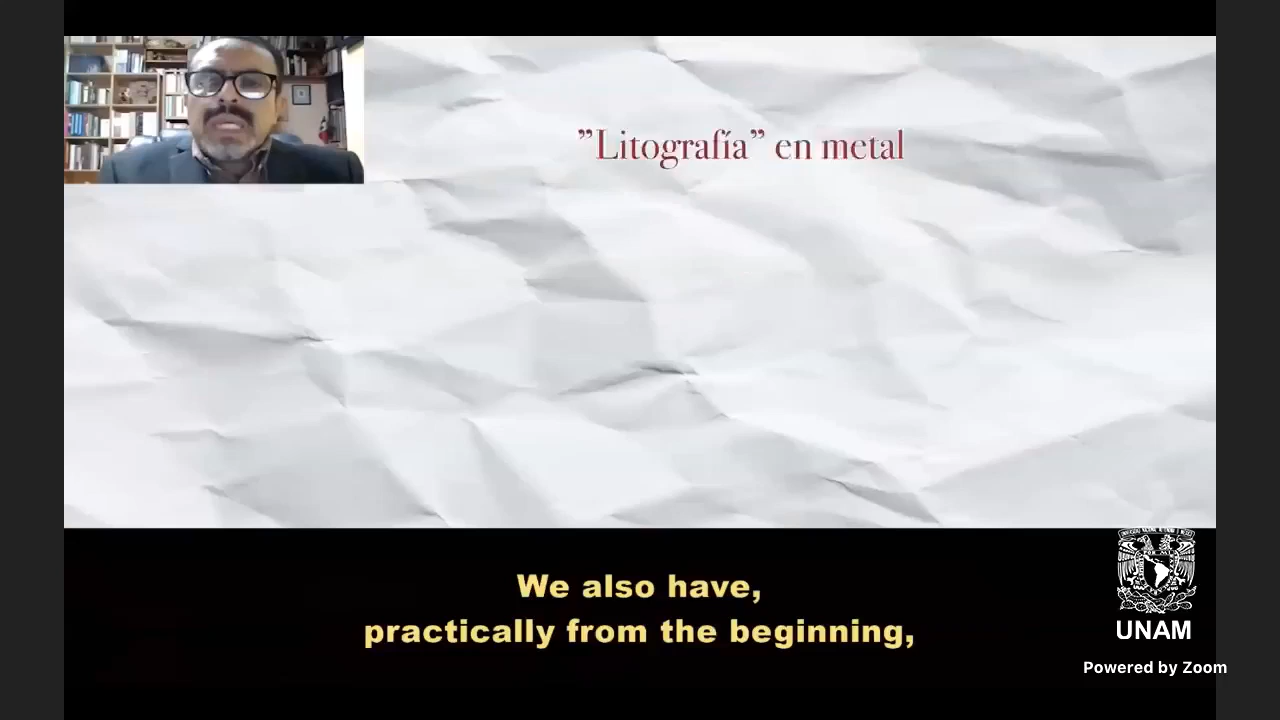 ”Litografía” en metal
We also have,
practically from the beginning,
UNAM
Powered by Zoom